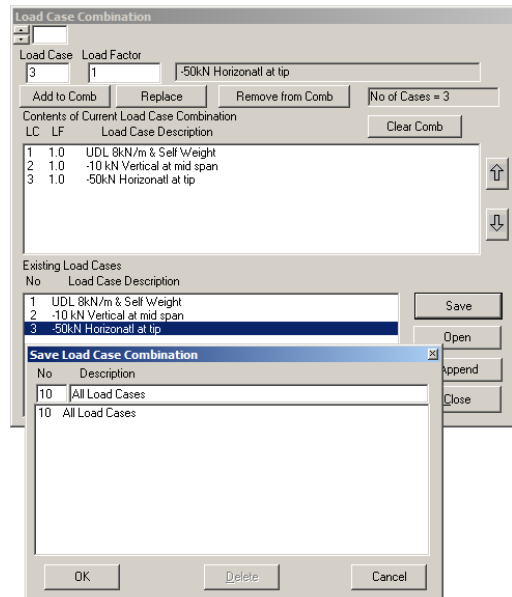 Load Case Combination
Load Case Load Factor
3 1 -50kN Horizonatl at tip
Add to Comb Replace Remove from Comb No of Cases = 3
Contents of Current Load Case Combination Clear Comb
LC LF Load Case Description
1 1.0 UDL 8kN/m & Self Weight
2 1.0 -10 kN Vertical at mid span
3 1.0 -50kN Horizonatl at tip
Existing Load Cases
No Load Case Description
1 UDL 8kN/m & Self Weight Save
2 -10 kN Vertical at mid span
3 -50kN Horizonatl at tip
Open
Save Load Case Combination
No Description Append
10 All Load Cases Close
10 All Load Cases
OK Delete Cancel